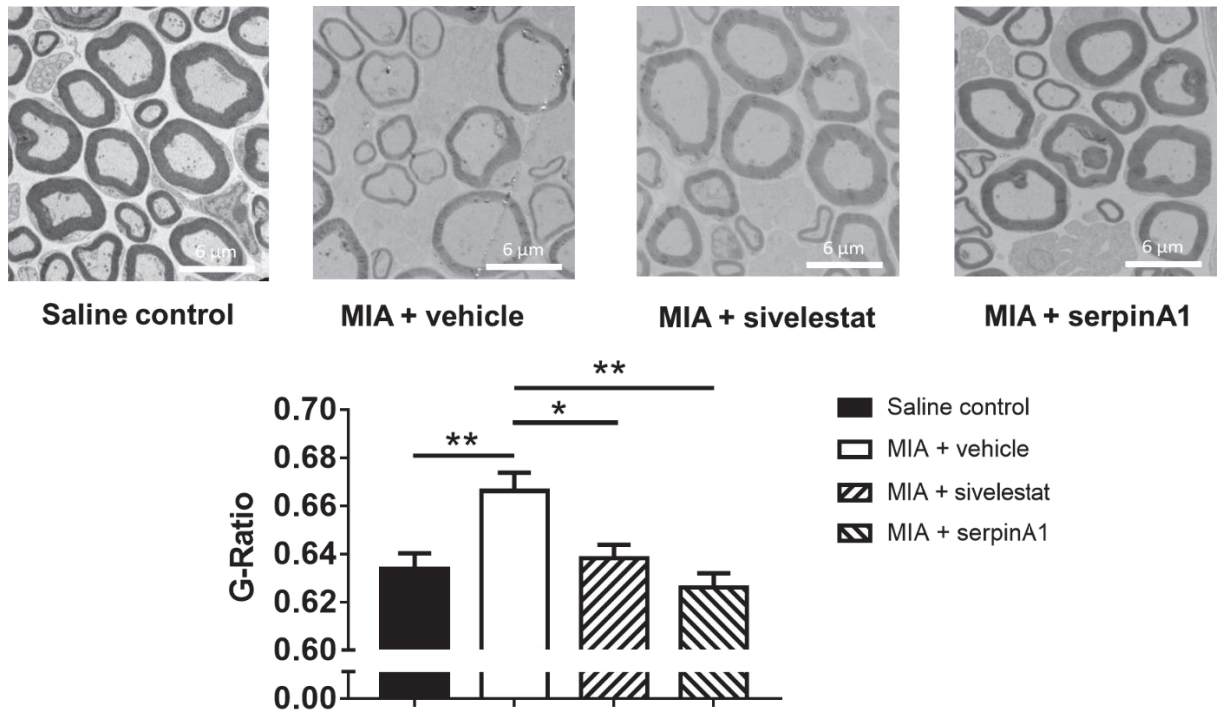 6 μm
6 μm
6 μm
6 μm
Saline control
MIA + vehicle
MIA + sivelestat
MIA + serpinA1
**
*
**
0.70
0.68
0.66
0.64
0.62
0.60
0.00
G-Ratio
Saline control
MIA + vehicle
MIA + sivelestat
MIA + serpinA1